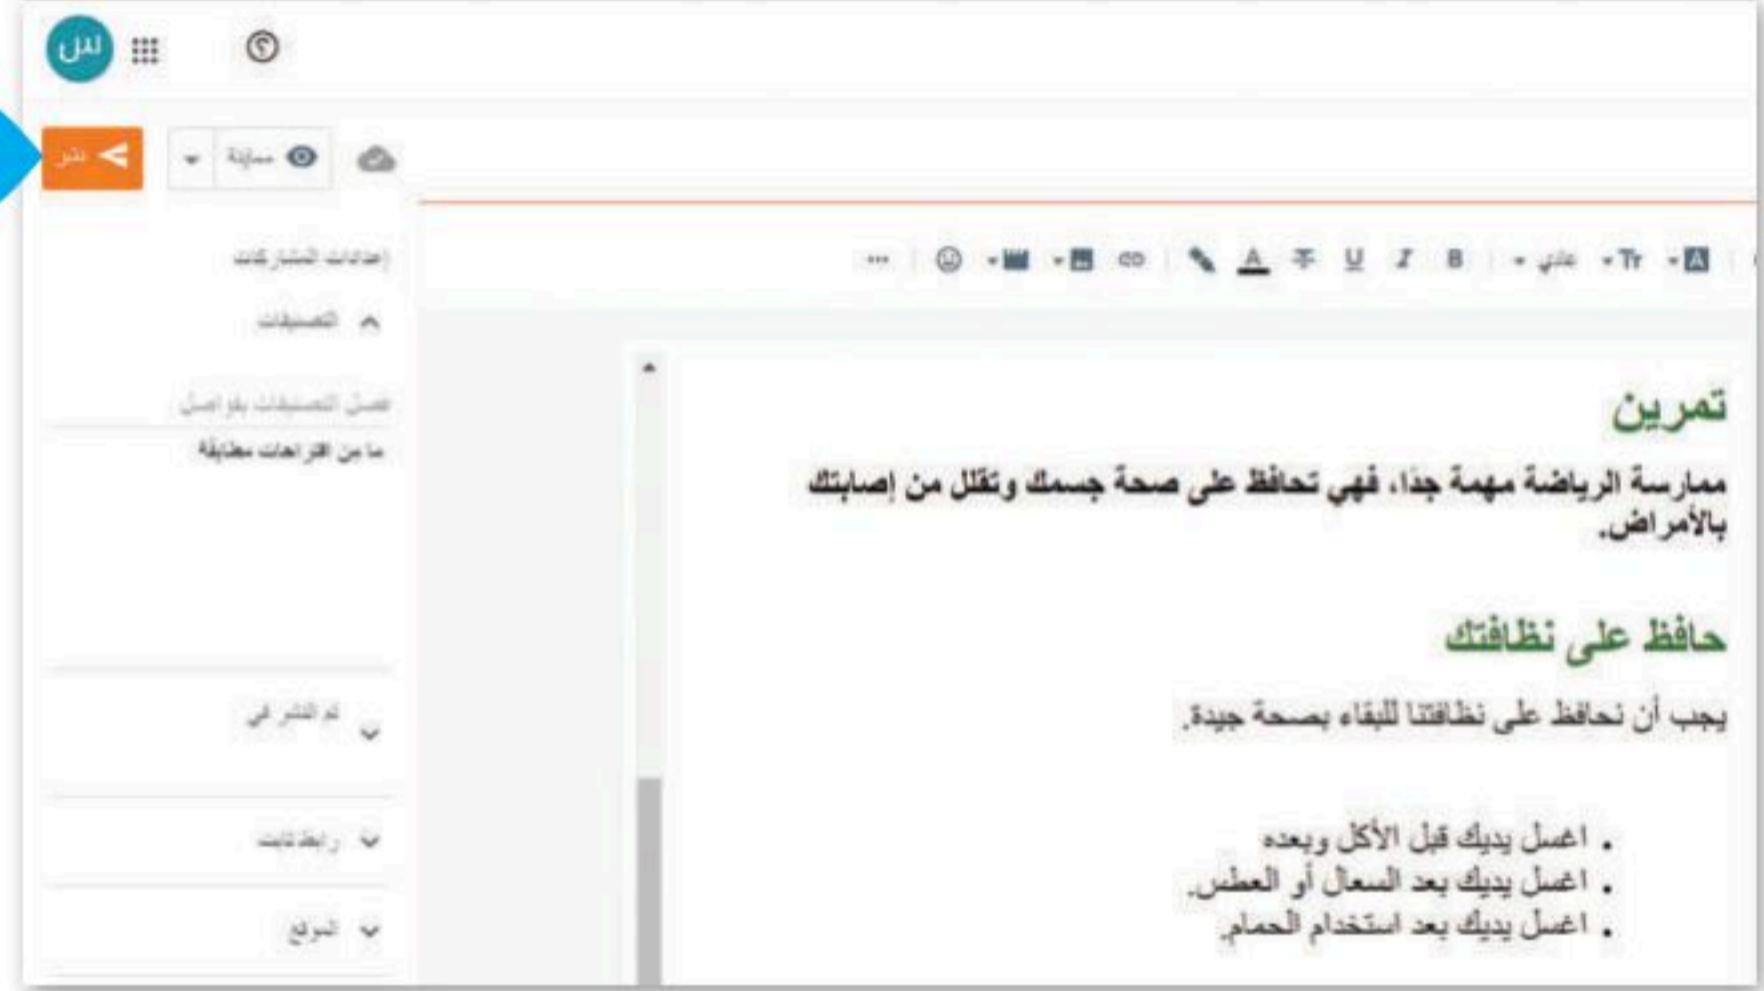 س
نشر
معاينة
إعدادات المشاركات
التصنيفات
فصل التصنيفات بفواصل
ما من اقتراحات مطابقة
تم النشر في
رابط ثابت
الموقع
A Tr عادي B I U T A
تمرين
ممارسة الرياضة مهمة جدًا، فهي تحافظ على صحة جسمك وتقلل من إصابتك
بالأمراض.
حافظ على نظافتك
يجب أن نحافظ على نظافتنا للبقاء بصحة جيدة.
• اغسل يديك قبل الأكل وبعده
• اغسل يديك بعد السعال أو العطس.
• اغسل يديك بعد استخدام الحمام.